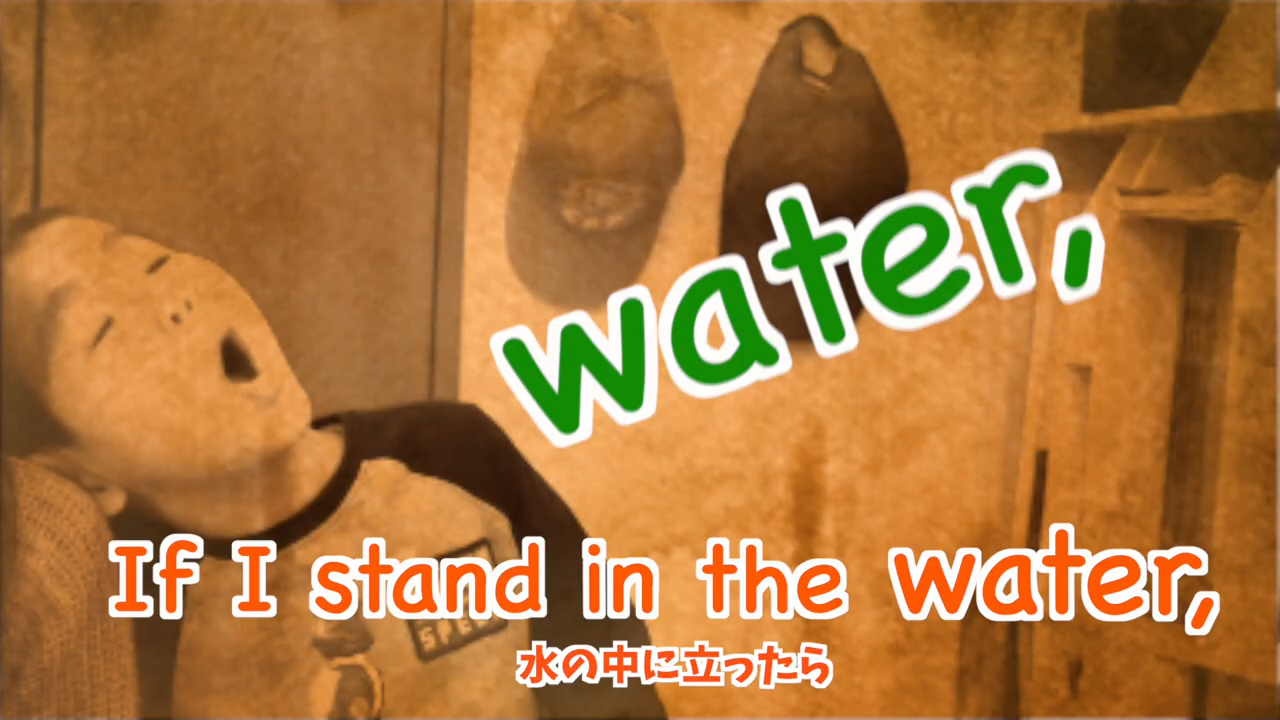 water,
If I stand in the water,
水の中に立ったら